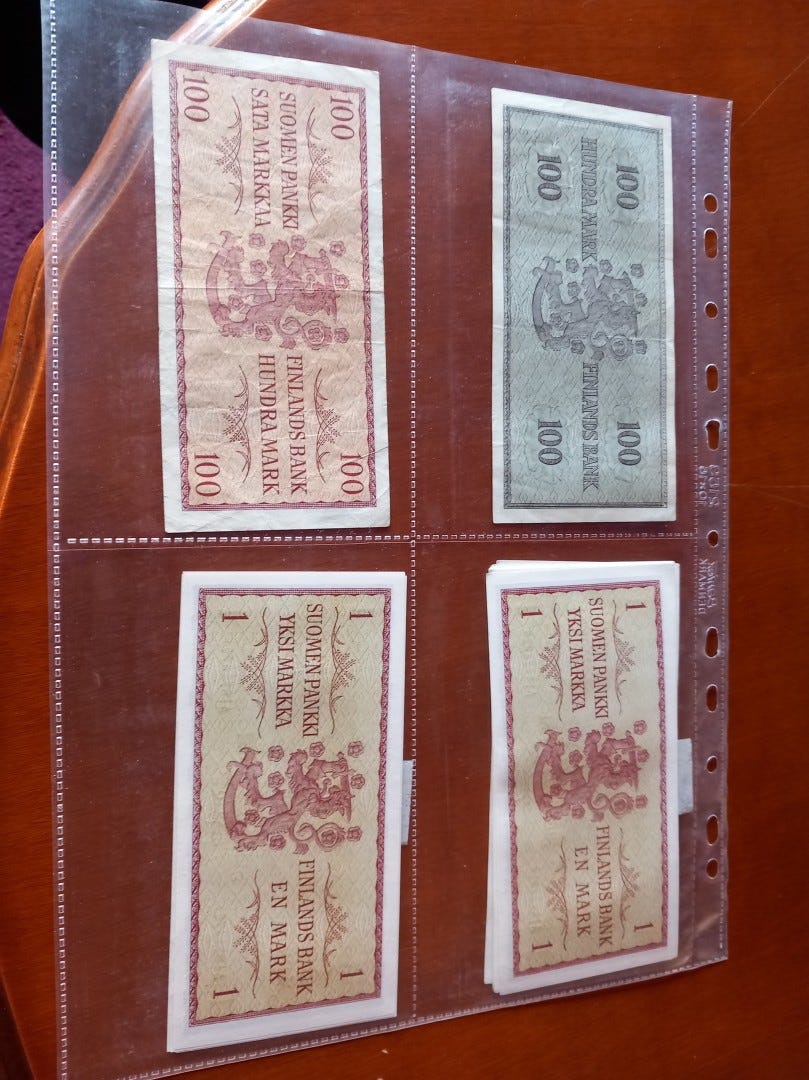 100 100
SUOMEN PANKKI FINLANDS BANK
SATA MARKKAA HUNDRA MARK
100 100
100 100
HUNDRA MARK FINLANDS BANK
100 100
1 1
SUOMEN PANKKI FINLANDS BANK
YKSI MARKKA EN MARK
1 1
1 1
SUOMEN PANKKI FINLANDS BANK
YKSI MARKKA EN MARK
1 1